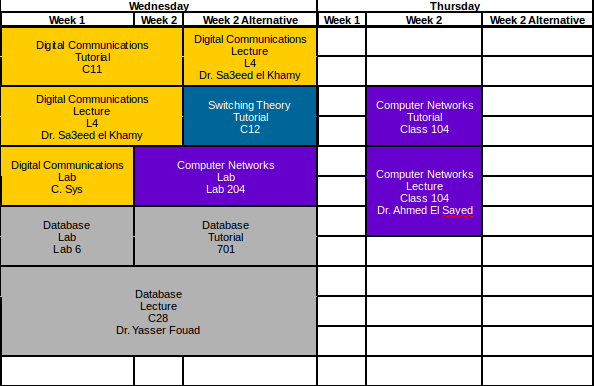 Wednesday
Thursday
Week 1
Week 2
Week 2 Alternative
Week 1
Week 2
Week 2 Alternative
Digital Communications
Tutorial
C11
Digital Communications
Lecture
L4
Dr. Sa3eed el Khamy
Digital Communications
Lecture
L4
Dr. Sa3eed el Khamy
Switching Theory
Tutorial
C12
Computer Networks
Tutorial
Class 104
Digital Communications
Lab
C. Sys
Computer Networks
Lab
Lab 204
Computer Networks
Lecture
Class 104
Dr. Ahmed El Sayed
Database
Lab
Lab 6
Database
Tutorial
701
Database
Lecture
C28
Dr. Yasser Fouad